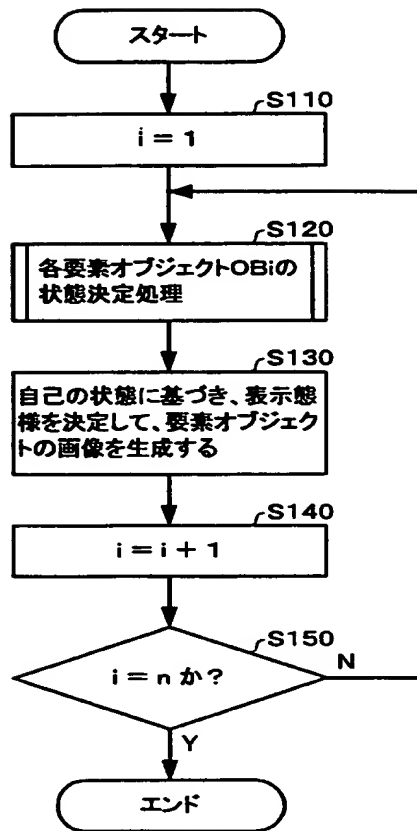 スタート
S110
i = 1
S120
各要素オブジェクトOBiの
状態決定処理
S130
自己の状態に基づき、表示態
様を決定して、要素オブジェク
トの画像を生成する
S140
i = i + 1
S150
i = n か?
N
Y
エンド